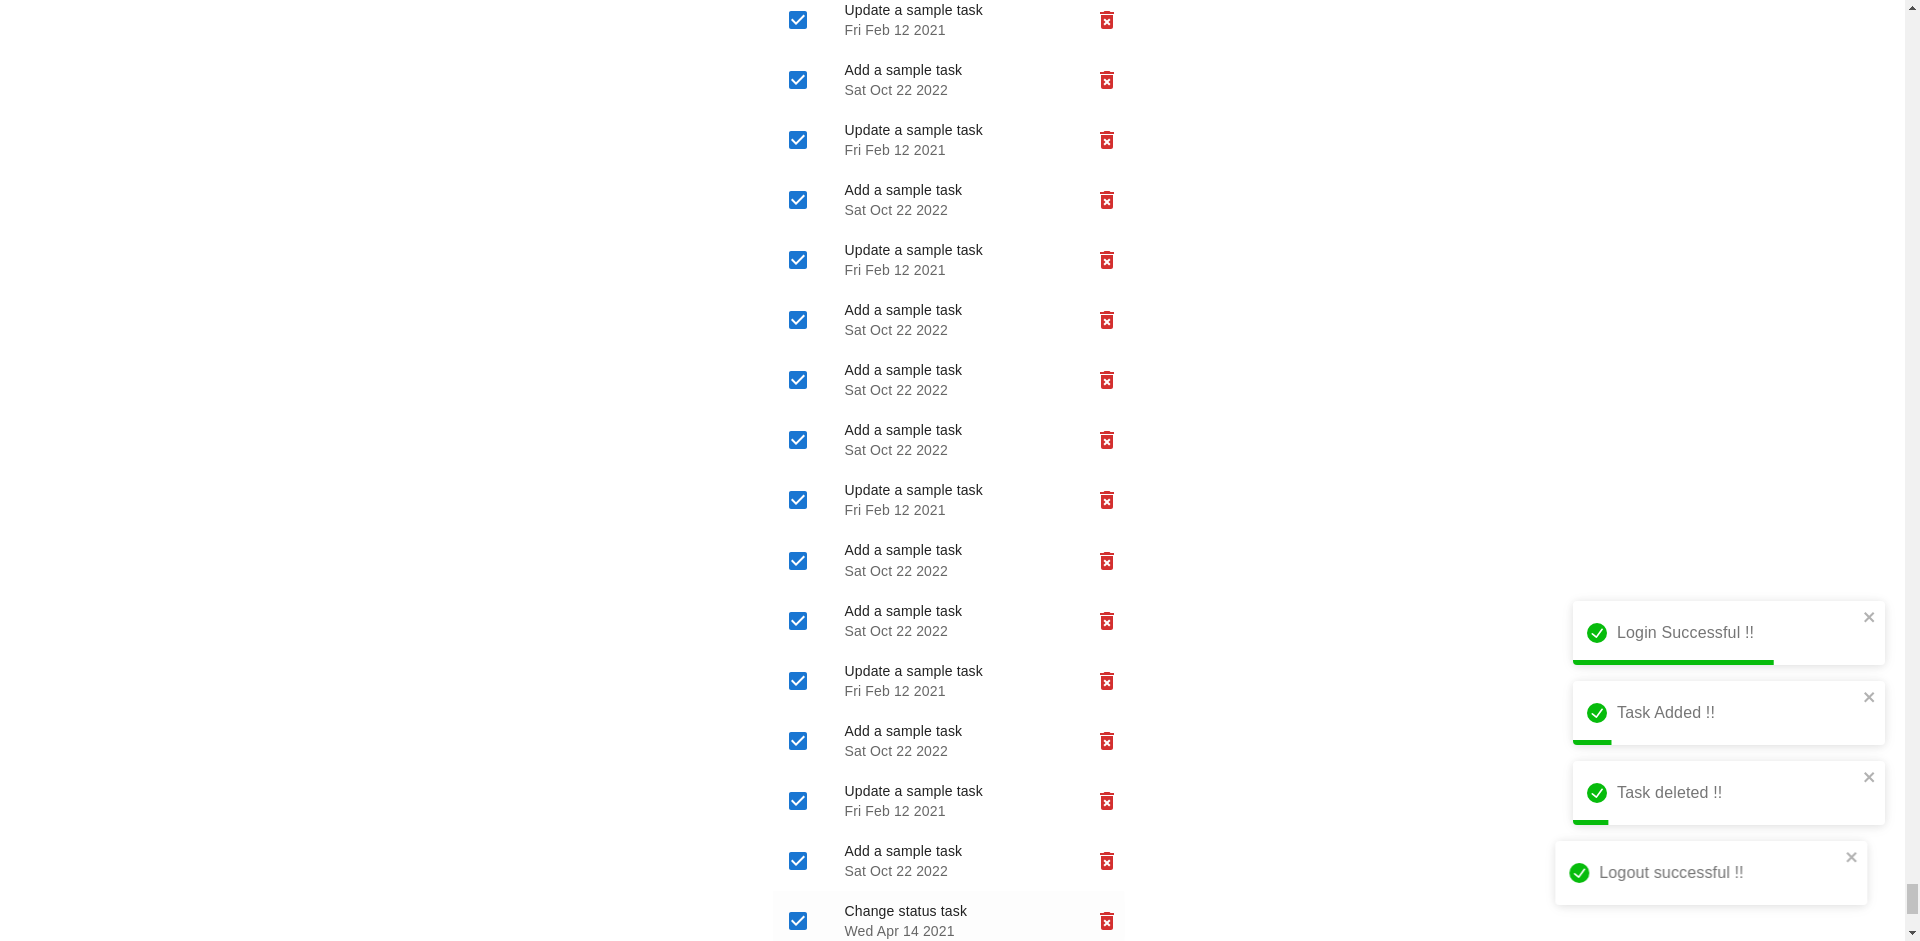 Update a sample task
Fri Feb 12 2021
Add a sample task
Sat Oct 22 2022
Update a sample task
Fri Feb 12 2021
Add a sample task
Sat Oct 22 2022
Update a sample task
Fri Feb 12 2021
Add a sample task
Sat Oct 22 2022
Add a sample task
Sat Oct 22 2022
Add a sample task
Sat Oct 22 2022
Update a sample task
Fri Feb 12 2021
Add a sample task
Sat Oct 22 2022
Add a sample task
Sat Oct 22 2022
Update a sample task
Fri Feb 12 2021
Add a sample task
Sat Oct 22 2022
Update a sample task
Fri Feb 12 2021
Add a sample task
Sat Oct 22 2022
Change status task
Wed Apr 14 2021
Login Successful !!
Task Added !!
Task deleted !!
Logout successful !!